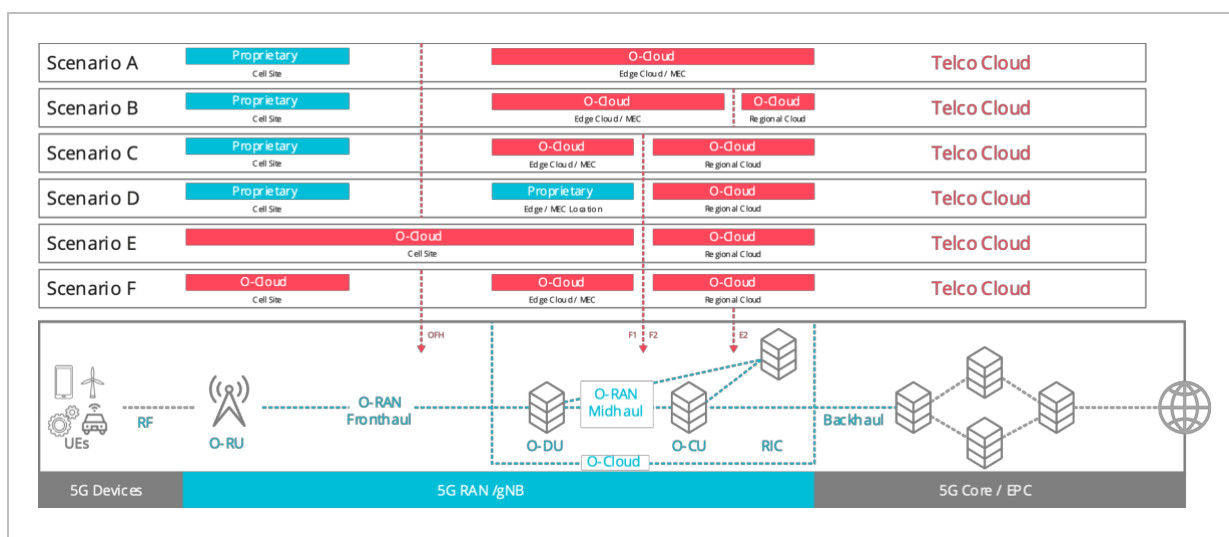 Scenario A
Proprietary
Cell Site
O-Cloud
Edge Cloud / MEC
Telco Cloud
Scenario B
Proprietary
Cell Site
O-Cloud
Edge Cloud / MEC
O-Cloud
Regional Cloud
Telco Cloud
Scenario C
Proprietary
Cell Site
O-Cloud
Edge Cloud / MEC
O-Cloud
Regional Cloud
Telco Cloud
Scenario D
Proprietary
Cell Site
Proprietary
Edge / MEC Location
O-Cloud
Regional Cloud
Telco Cloud
Scenario E
O-Cloud
Cell Site
O-Cloud
Regional Cloud
Telco Cloud
Scenario F
O-Cloud
Cell Site
O-Cloud
Edge Cloud / MEC
O-Cloud
Regional Cloud
Telco Cloud
OFH
F1
F2
E2
UEs
RF
O-RU
O-RAN
Fronthaul
O-DU
O-RAN
Midhaul
O-CU
RIC
O-Cloud
Backhaul
5G Devices
5G RAN /gNB
5G Core / EPC